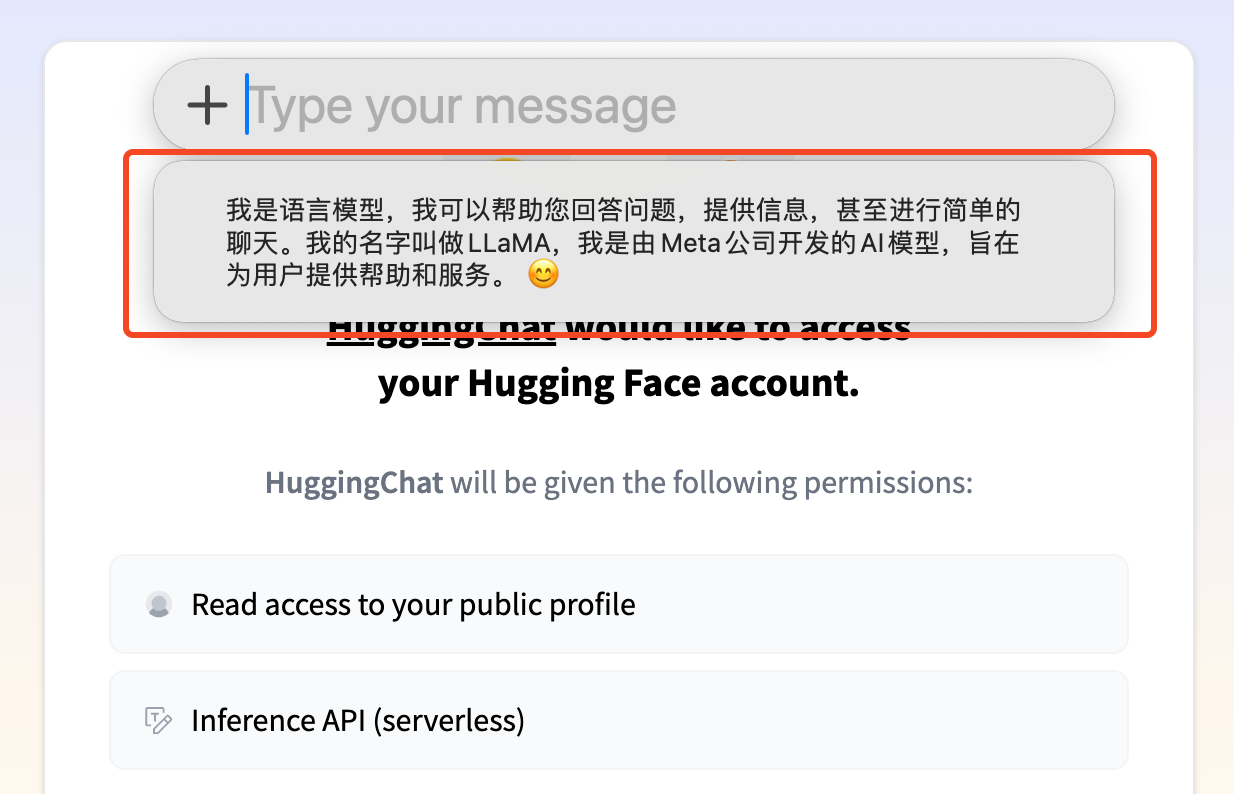 Type your message
我是语言模型，我可以帮助您回答问题，提供信息，甚至进行简单的
聊天。我的名字叫做LLaMA，我是由Meta公司开发的AI模型，旨在
为用户提供帮助和服务。 😊
HuggingChat would like to access
your Hugging Face account.
HuggingChat will be given the following permissions:
Read access to your public profile
Inference API (serverless)